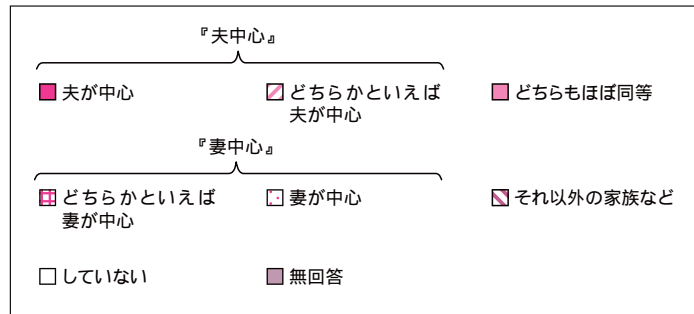 『夫中心』
夫が中心
どちらかといえば
夫が中心
どちらもほぼ同等
『妻中心』
どちらかといえば
妻が中心
妻が中心
それ以外の家族など
していない
無回答